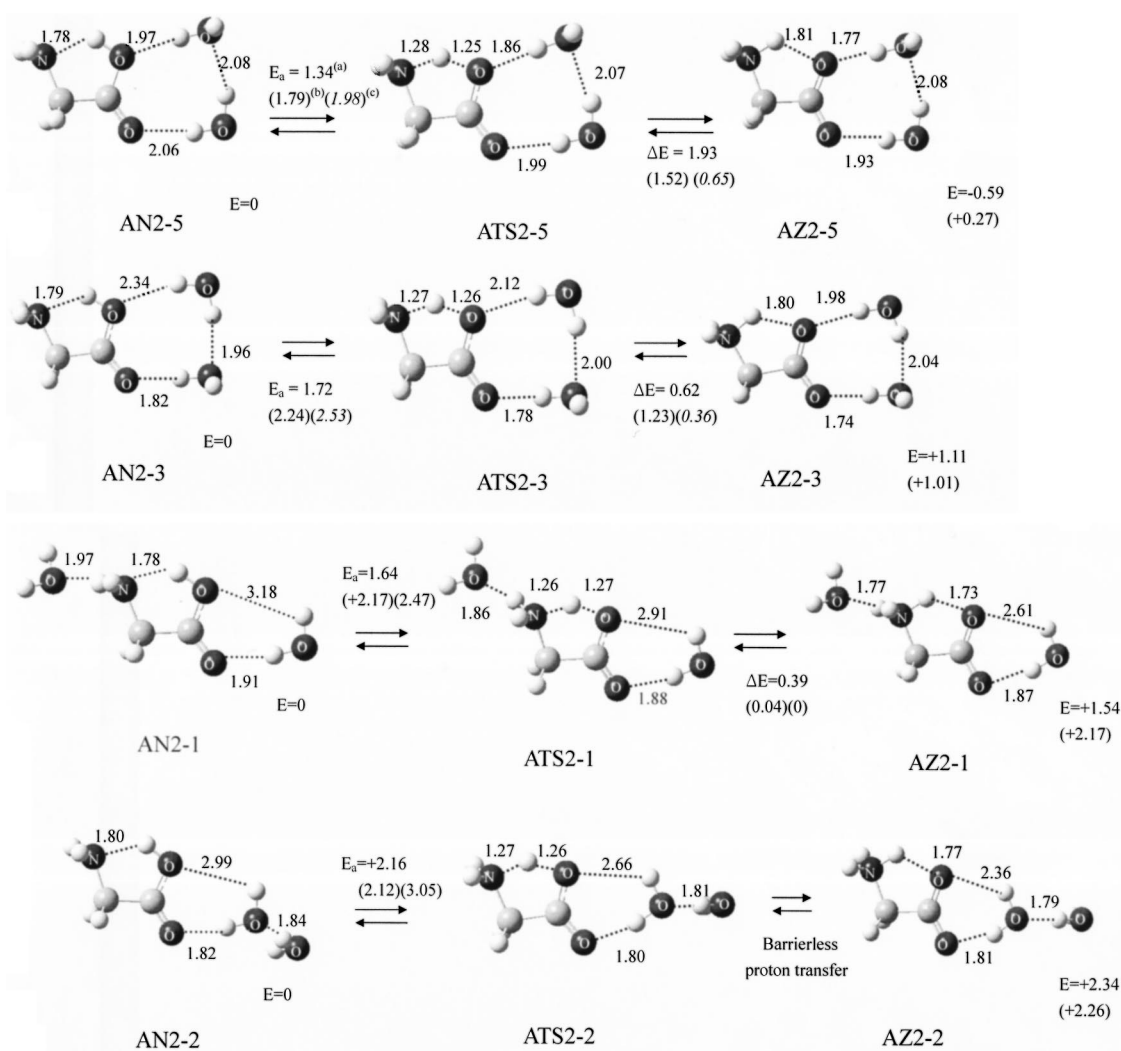 1.78 1.97 2.08 2.06
N O O O O
E=0
AN2-5
Eₐ = 1.34⁽ᵃ⁾
(1.79)⁽ᵇ⁾(1.98)⁽ᶜ⁾
1.28 1.25 1.86 2.07 1.99
N O O O
ATS2-5
ΔE = 1.93
(1.52) (0.65)
1.81 1.77 2.08 1.93
N O O O O
E=-0.59
(+0.27)
AZ2-5
1.79 2.34 1.96 1.82
N O O O
E=0
AN2-3
Eₐ = 1.72
(2.24)(2.53)
1.27 1.26 2.12 2.00 1.78
N O O O
ATS2-3
ΔE= 0.62
(1.23)(0.36)
1.80 1.98 2.04 1.74
N O O O
E=+1.11
(+1.01)
AZ2-3
1.97 1.78 3.18 1.91
O N O O O
E=0
AN2-1
Eₐ=1.64
(+2.17)(2.47)
1.86 1.26 1.27 2.91 1.88
O N O O O
ATS2-1
ΔE=0.39
(0.04)(0)
1.77 1.73 2.61 1.87
O N O O O
E=+1.54
(+2.17)
AZ2-1
1.80 2.99 1.84 1.82
N O O O O
E=0
AN2-2
Eₐ=+2.16
(2.12)(3.05)
1.27 1.26 2.66 1.81 1.80
N O O O O
ATS2-2
Barrierless
proton transfer
1.77 2.36 1.79 1.81
N O O O O
E=+2.34
(+2.26)
AZ2-2